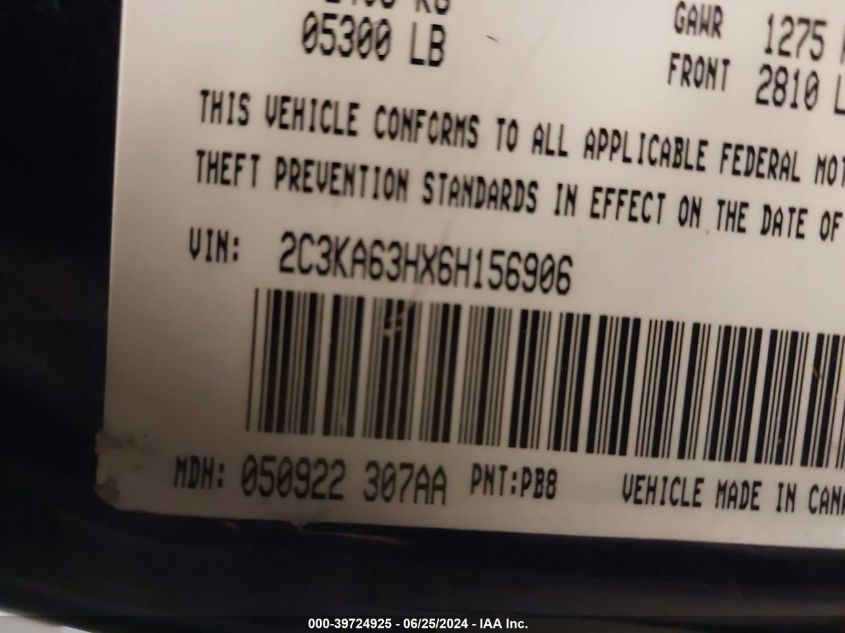 05300 LB
GAWR 1275
FRONT 2810 L
THIS VEHICLE CONFORMS TO ALL APPLICABLE FEDERAL MOT
THEFT PREVENTION STANDARDS IN EFFECT ON THE DATE OF
VIN: 2C3KA63HX6H156906
MDH: 050922 307AA PNT:PB8 VEHICLE MADE IN CANA
000-39724925 - 06/25/2024 - IAA Inc.